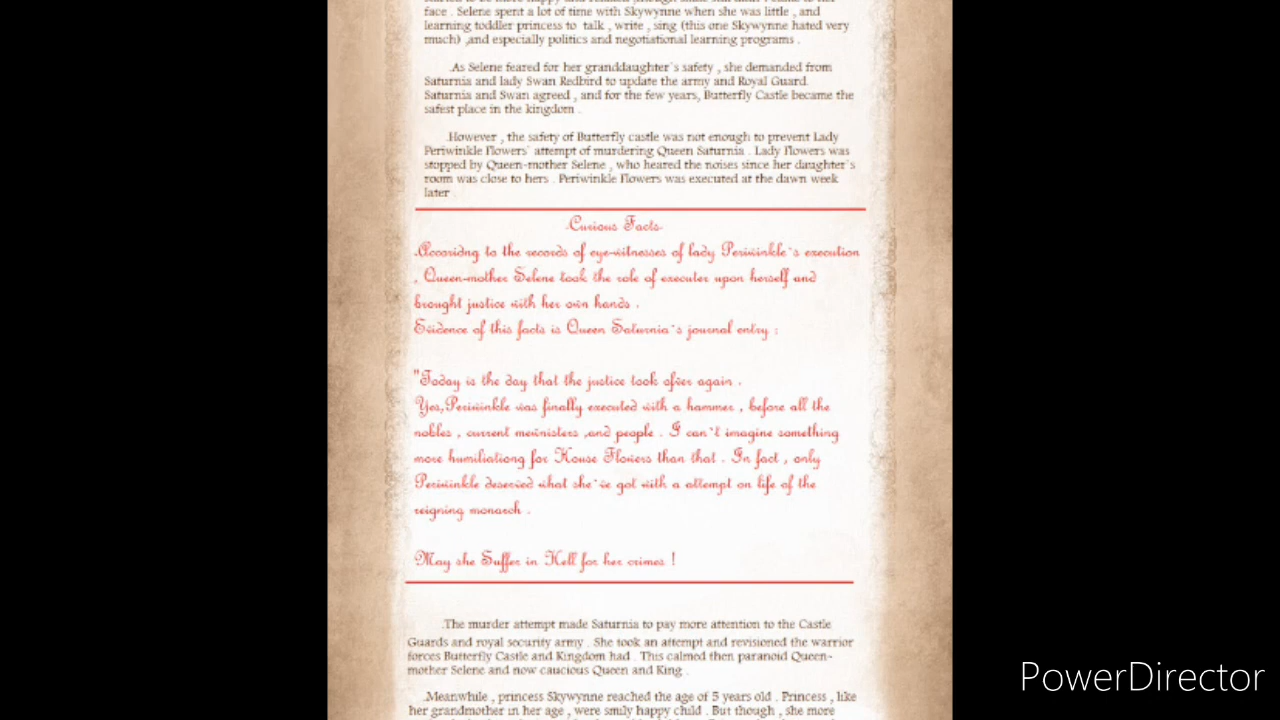 face . Selene spent a lot of time with Skywynne when she was little , and
learning toddler princess to talk , write , sing (this one Skywynne hated very
much) ,and especially politics and negotiational learning programs .
.As Selene feared for her granddaughter`s safety , she demanded from
Saturnia and lady Swan Redbird to update the army and Royal Guard.
Saturnia and Swan agreed , and for the few years, Butterfly Castle became the
safest place in the kingdom .
.However , the safety of Butterfly castle was not enough to prevent Lady
Periwinkle Flowers` attempt of murdering Queen Saturnia . Lady Flowers was
stopped by Queen-mother Selene , who heared the noises since her daughter`s
room was close to hers . Periwinkle Flowers was executed at the dawn week
later .
-Curious Facts-
.Accoridng to the records of eye-witnesses of lady Periwinkle`s execution
, Queen-mother Selene took the role of executer upon herself and
brought justice with her own hands .
Evidence of this facts is Queen Saturnia`s journal entry :
"Today is the day that the justice took ofver again .
Yes,Periwinkle was finally executed with a hammer , before all the
nobles , current mewnisters ,and people . I can`t imagine something
more humiliationg for House Flowers than that . In fact , only
Periwinkle deserved what she`ve got with a attempt on life of the
reigning monarch .
May she Suffer in Hell for her crimes !
.The murder attempt made Saturnia to pay more attention to the Castle
Guards and royal security army . She took an attempt and revisioned the warrior
forces Butterfly Castle and Kingdom had . This calmed then paranoid Queen-
mother Selene and now caucious Queen and King .
.Meanwhile , princess Skywynne reached the age of 5 years old . Princess , like
her grandmother in her age , were smily happy child . But though , she more
PowerDirector